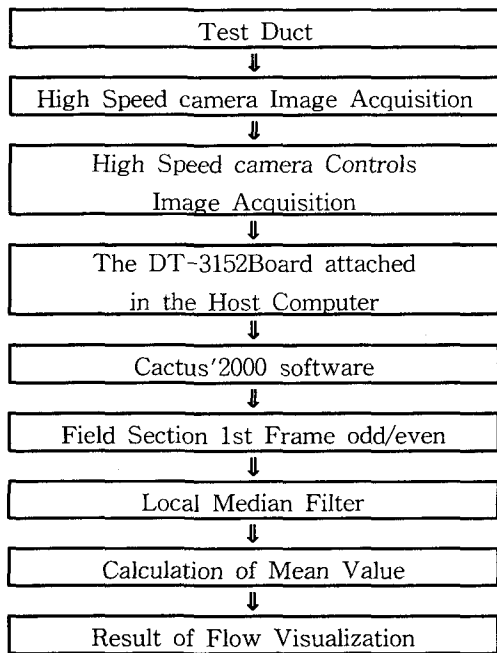 Test Duct
⇓
High Speed camera Image Acquisition
⇓
High Speed camera Controls
Image Acquisition
⇓
The DT-3152Board attached
in the Host Computer
⇓
Cactus'2000 software
⇓
Field Section 1st Frame odd/even
⇓
Local Median Filter
⇓
Calculation of Mean Value
⇓
Result of Flow Visualization